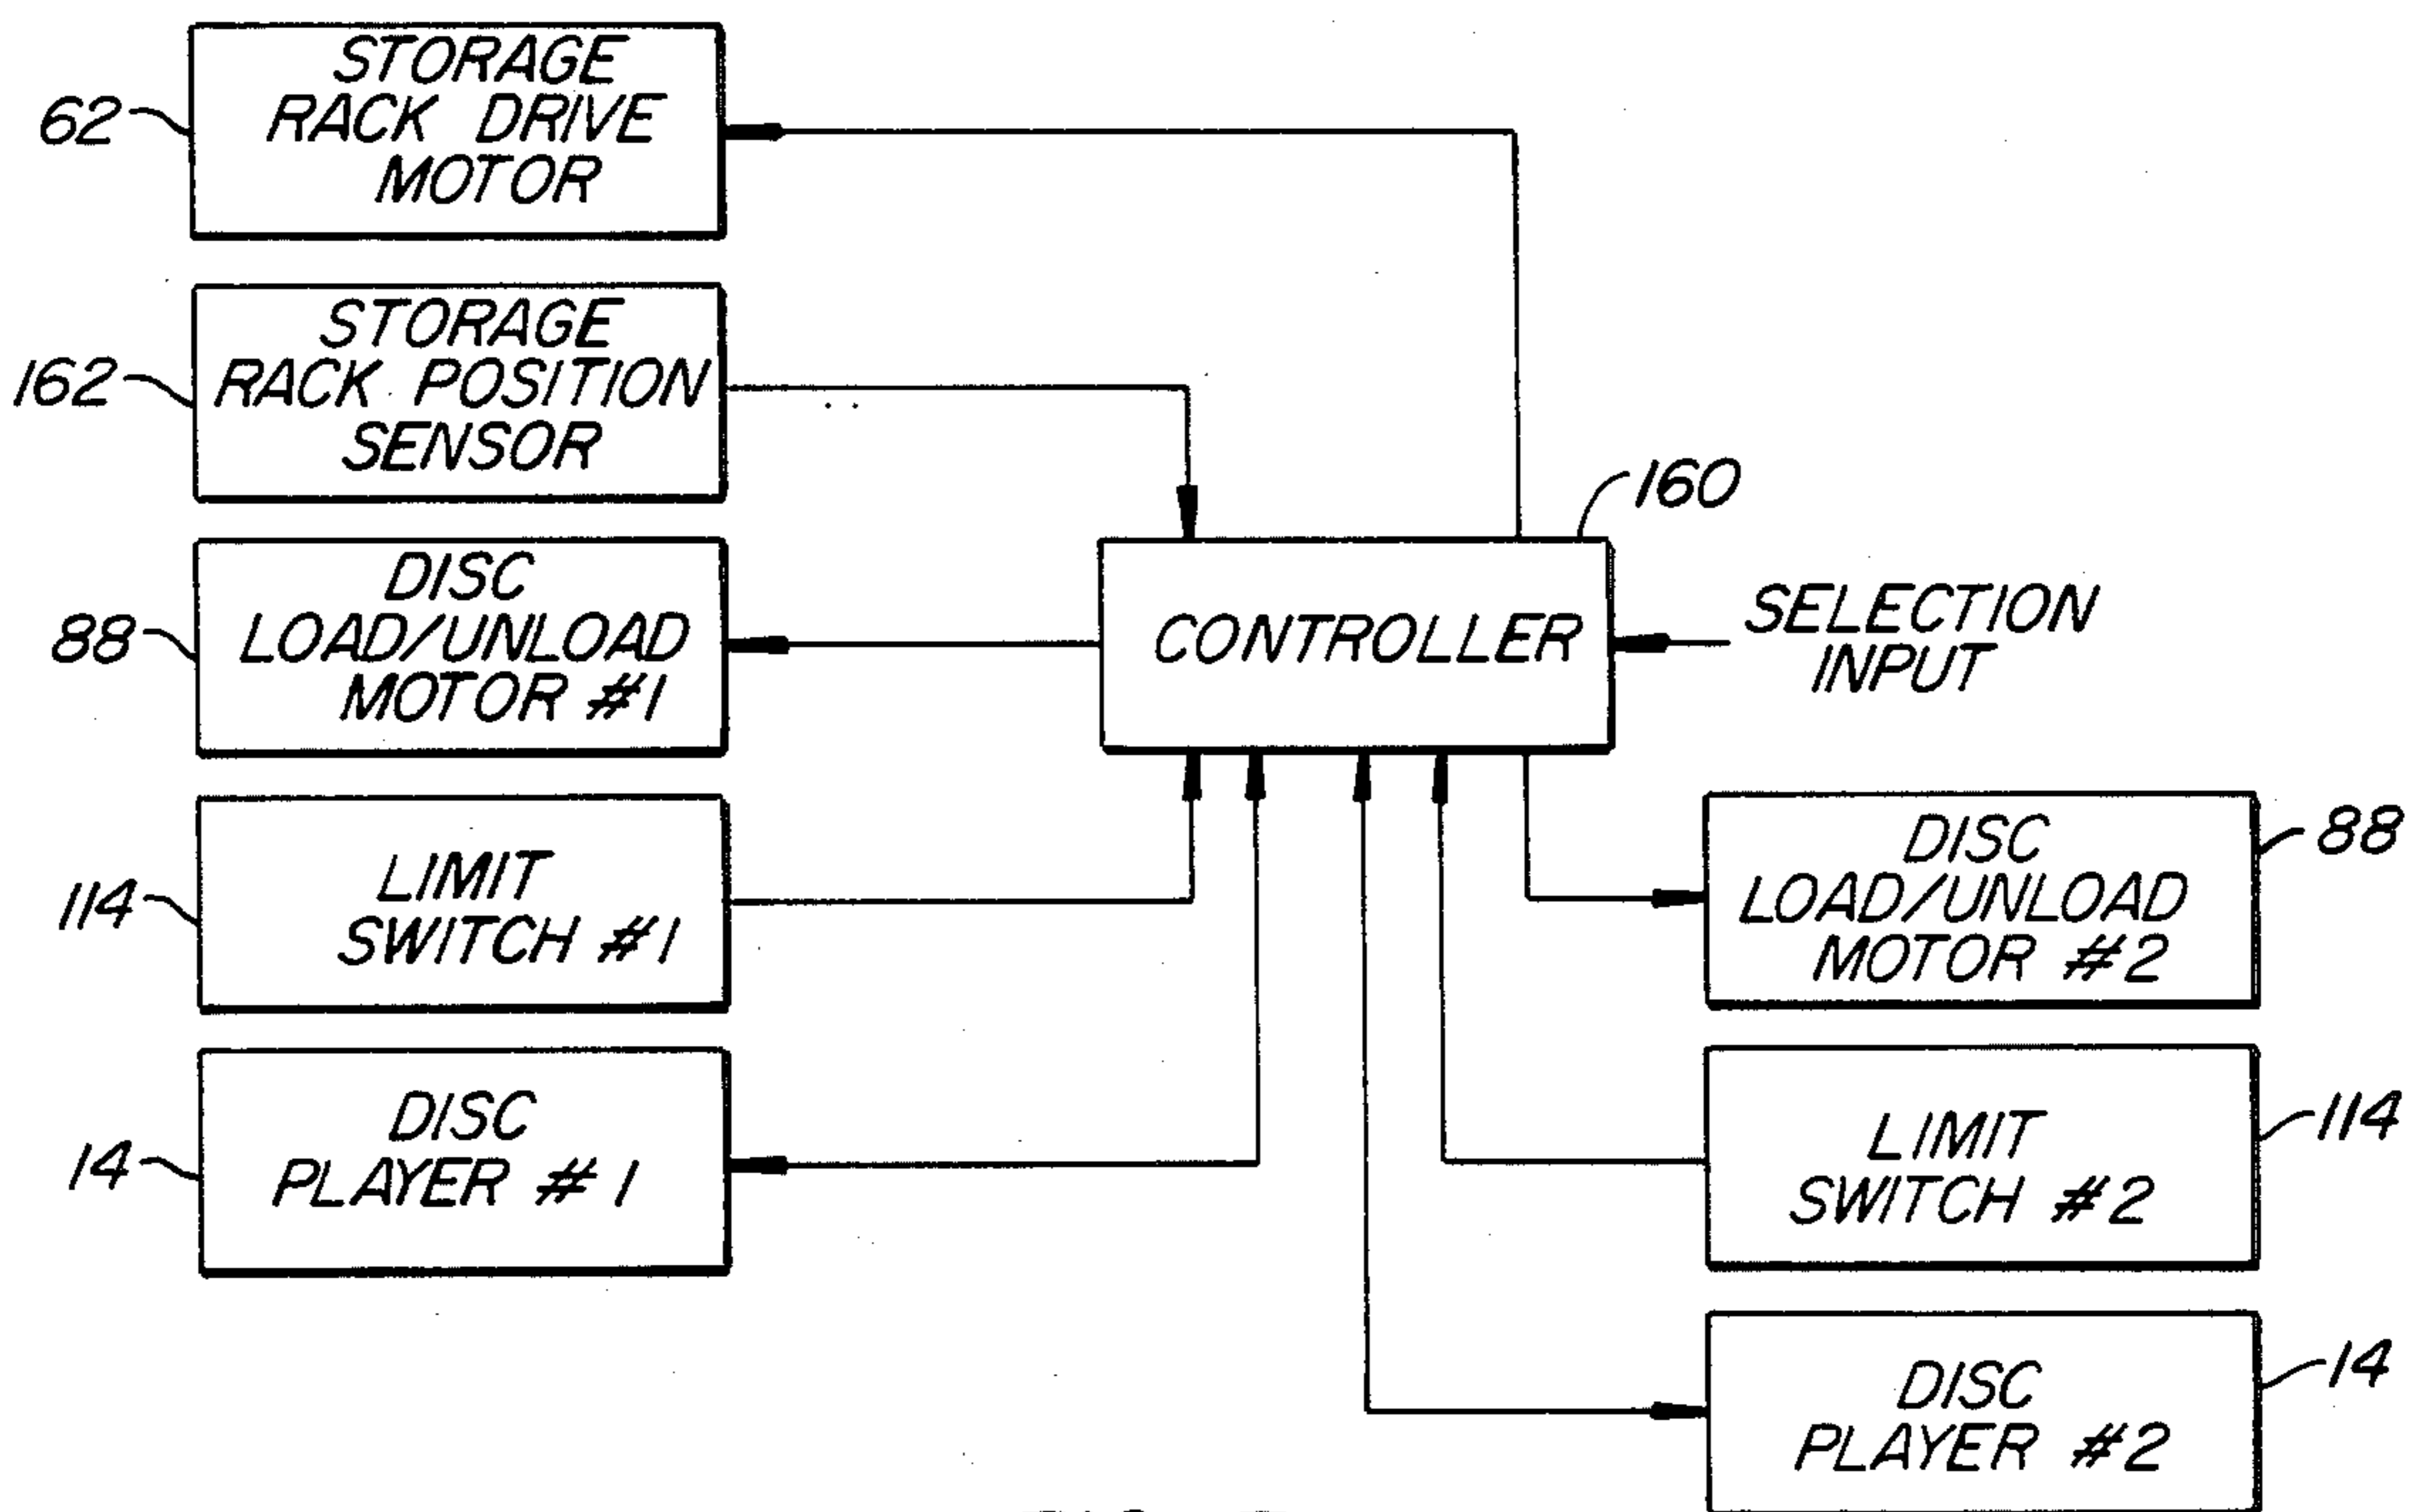 STORAGE
RACK DRIVE
MOTOR
62
STORAGE
RACK POSITION
SENSOR
162
DISC
LOAD/UNLOAD
MOTOR #1
88
LIMIT
SWITCH #1
114
DISC
PLAYER #1
14
160
CONTROLLER
SELECTION
INPUT
DISC
LOAD/UNLOAD
MOTOR #2
88
LIMIT
SWITCH #2
114
DISC
PLAYER #2
14